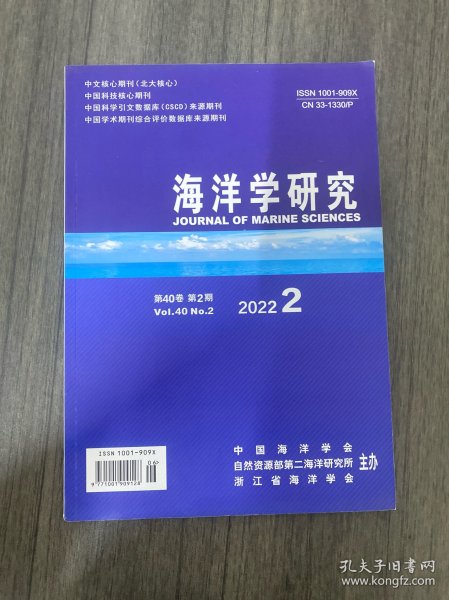 中文核心期刊（北大核心）
中国科技核心期刊
中国科学引文数据库（CSCD）来源期刊
中国学术期刊综合评价数据库来源期刊
ISSN 1001-909X
CN 33-1330/P
海洋学研究
JOURNAL OF MARINE SCIENCES
第40卷 第2期
Vol.40 No.2
2022 2
ISSN 1001-909X
06
9 771001 909128
中国海洋学会
自然资源部第二海洋研究所
浙江省海洋学会
主办
孔夫子旧书网
www.kongfz.com